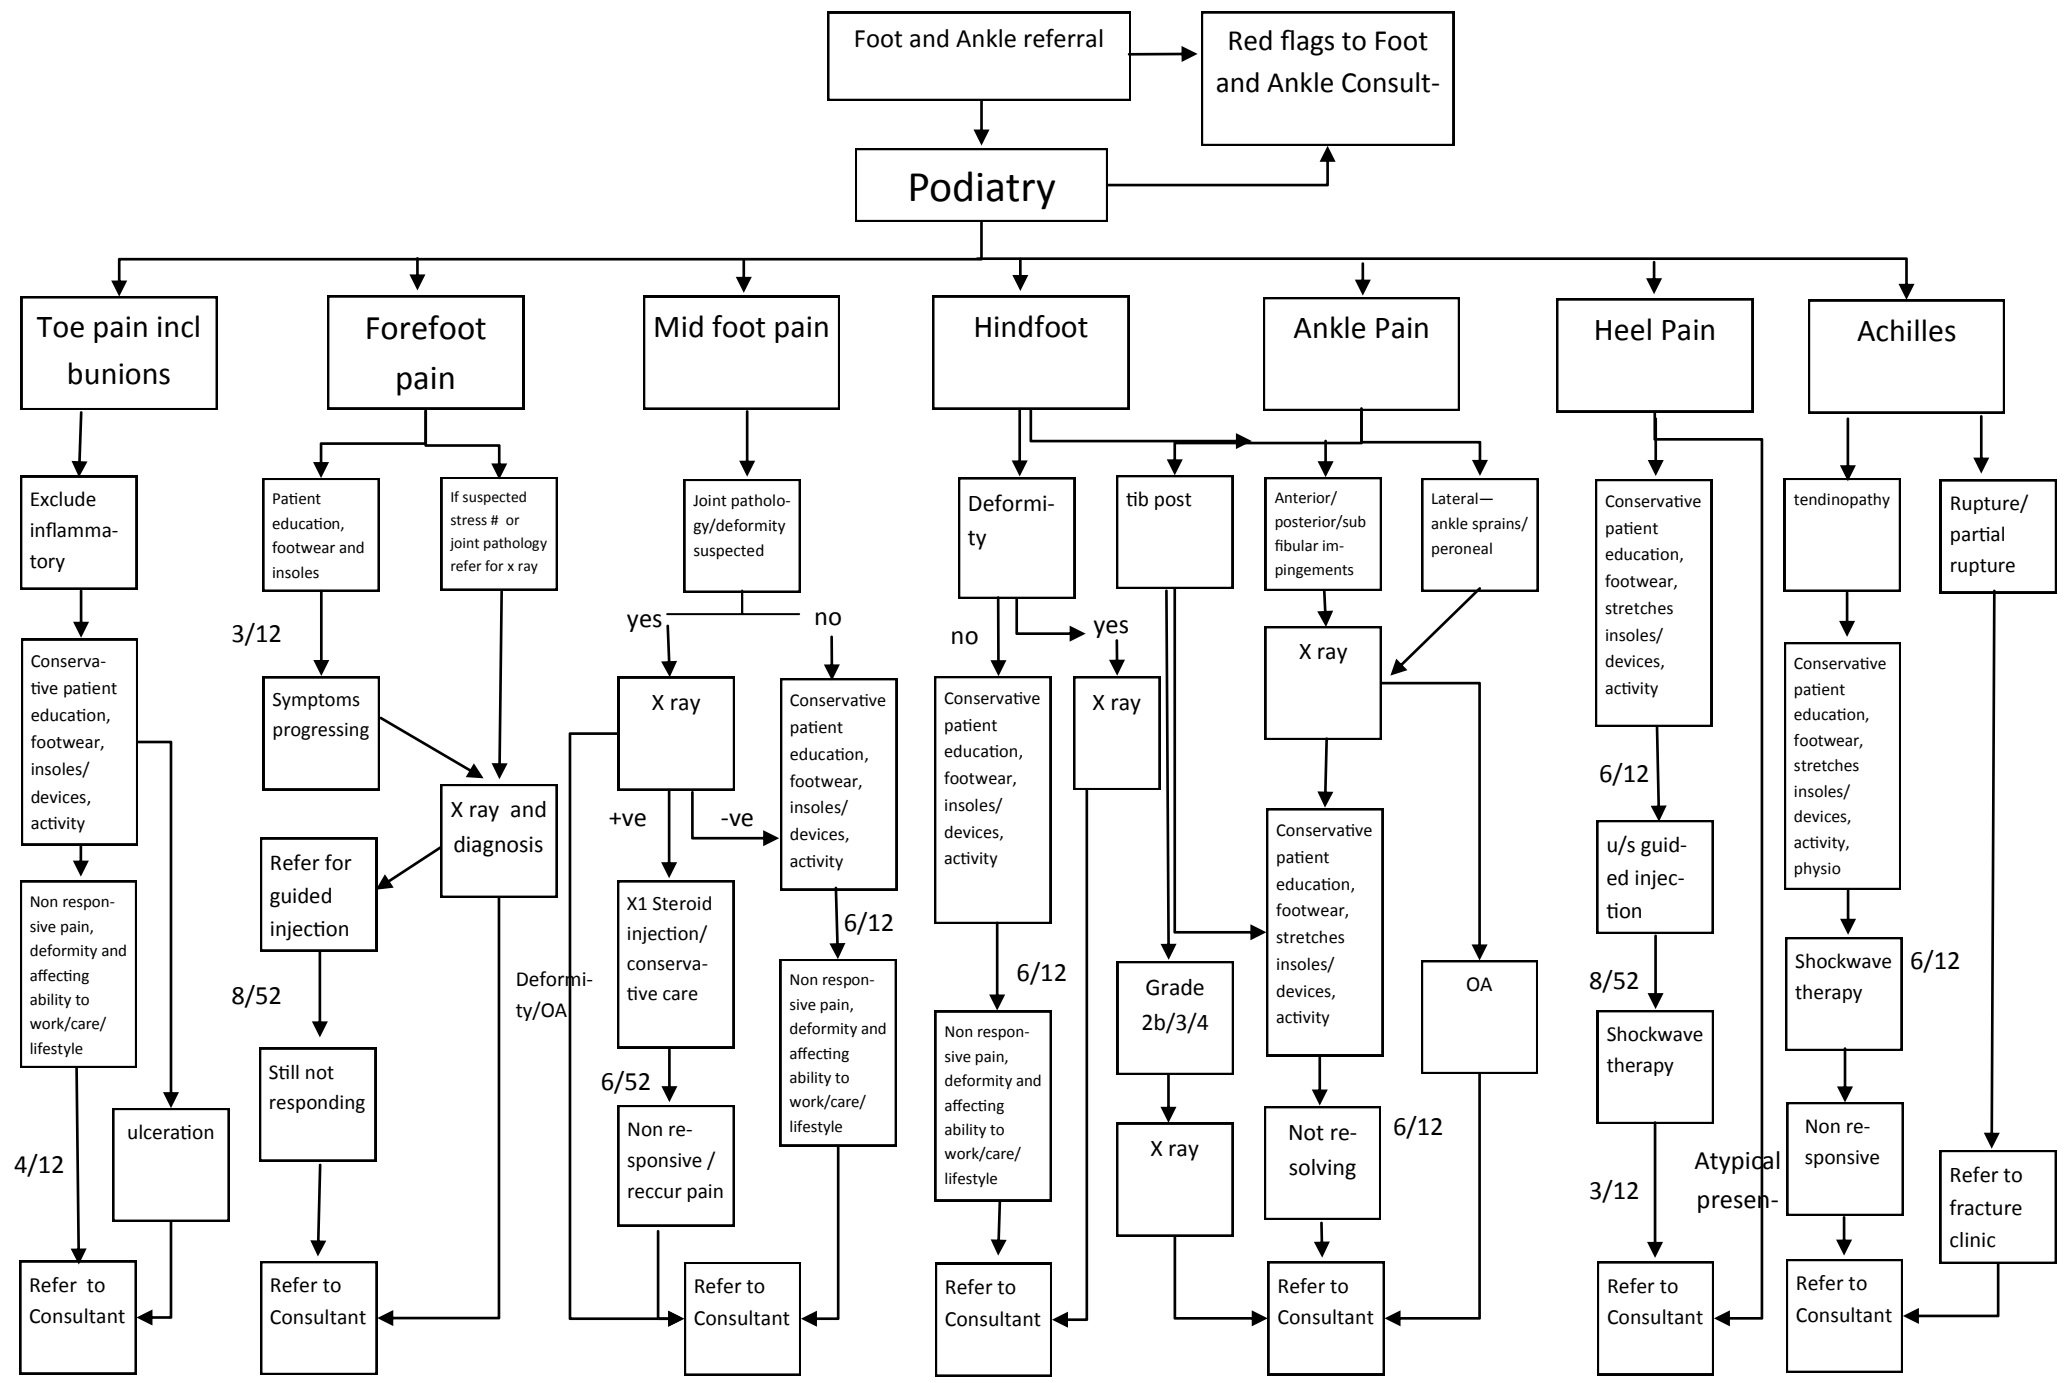 Foot and Ankle referral
Red flags to Foot
and Ankle Consult-
Podiatry
Toe pain incl
bunions
Forefoot
pain
Mid foot pain
Hindfoot
Ankle Pain
Heel Pain
Achilles
Exclude
inflamma-
tory
Conserva-
tive patient
education,
footwear,
insoles/
devices,
activity
Non respon-
sive pain,
deformity and
affecting
ability to
work/care/
lifestyle
ulceration
4/12
Refer to
Consultant
Patient
education,
footwear and
insoles
If suspected
stress # or
joint pathology
refer for x ray
3/12
Symptoms
progressing
X ray and
diagnosis
Refer for
guided
injection
8/52
Still not
responding
Refer to
Consultant
Joint patholo-
gy/deformity
suspected
yes
no
X ray
Conservative
patient
education,
footwear,
insoles/
devices,
activity
+ve
-ve
X1 Steroid
injection/
conserva-
tive care
Deformi-
ty/OA
6/12
6/52
Non re-
sponsive /
reccur pain
Non respon-
sive pain,
deformity and
affecting
ability to
work/care/
lifestyle
Refer to
Consultant
Deformi-
ty
no
yes
Conservative
patient
education,
footwear,
insoles/
devices,
activity
X ray
6/12
Non respon-
sive pain,
deformity and
affecting
ability to
work/care/
lifestyle
Refer to
Consultant
tib post
Anterior/
posterior/sub
fibular im-
pingements
Lateral—
ankle sprains/
peroneal
X ray
Conservative
patient
education,
footwear,
stretches
insoles/
devices,
activity
Grade
2b/3/4
OA
X ray
Not re-
solving
6/12
Refer to
Consultant
Conservative
patient
education,
footwear,
stretches
insoles/
devices,
activity
6/12
u/s guid-
ed injec-
tion
8/52
Shockwave
therapy
3/12
Atypical
presen-
Refer to
Consultant
tendinopathy
Rupture/
partial
rupture
Conservative
patient
education,
footwear,
stretches
insoles/
devices,
activity,
physio
Shockwave
therapy
6/12
Non re-
sponsive
Refer to
fracture
clinic
Refer to
Consultant